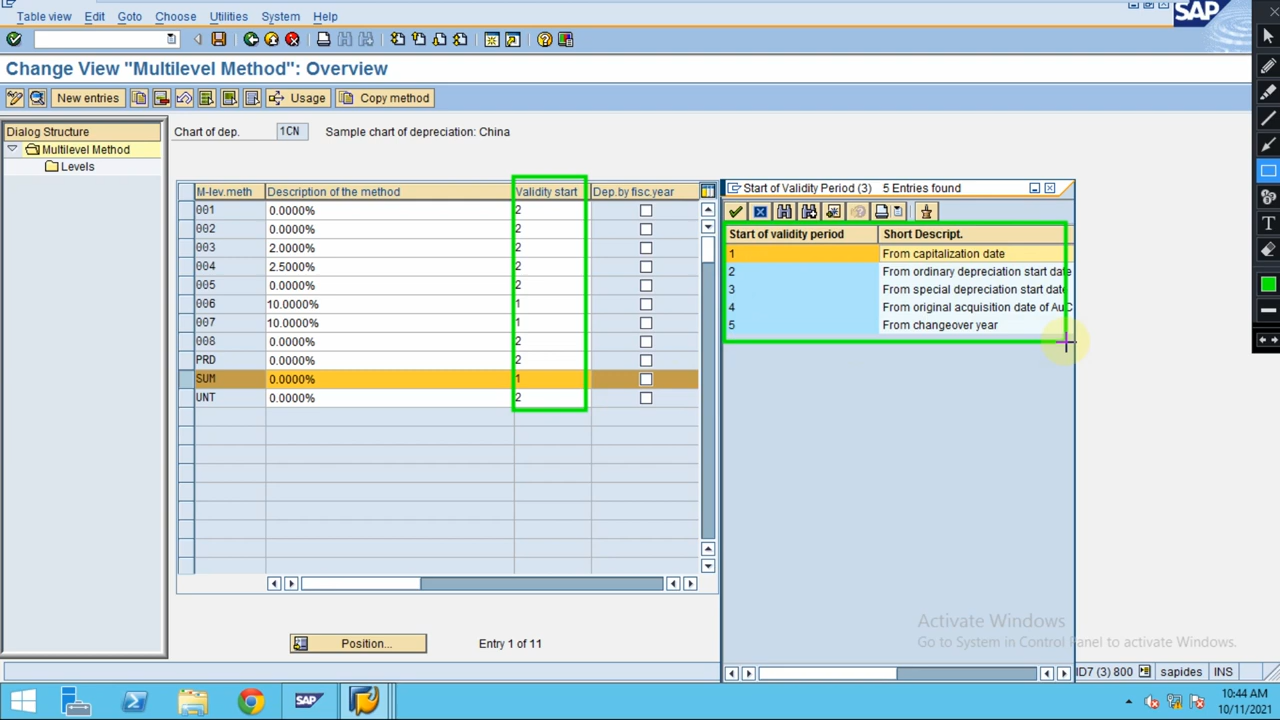 Table view Edit Goto Choose Utilities System Help
SAP
Change View "Multilevel Method": Overview
New entries Usage Copy method
Dialog Structure
Multilevel Method
Levels
Chart of dep. 1CN Sample chart of depreciation: China
M-lev.meth Description of the method Validity start Dep.by fisc.year
001 0.0000% 2
002 0.0000% 2
003 2.0000% 2
004 2.5000% 2
005 0.0000% 2
006 10.0000% 1
007 10.0000% 1
008 0.0000% 2
PRD 0.0000% 2
SUM 0.0000% 1
UNT 0.0000% 2
Position... Entry 1 of 11
Start of Validity Period (3) 5 Entries found
Start of validity period Short Descript.
1 From capitalization date
2 From ordinary depreciation start date
3 From special depreciation start date
4 From original acquisition date of AuC
5 From changeover year
T
Activate Windows
Go to System in Control Panel to activate Windows.
ID7 (3) 800 sapides INS
SAP
10:44 AM
10/11/2021